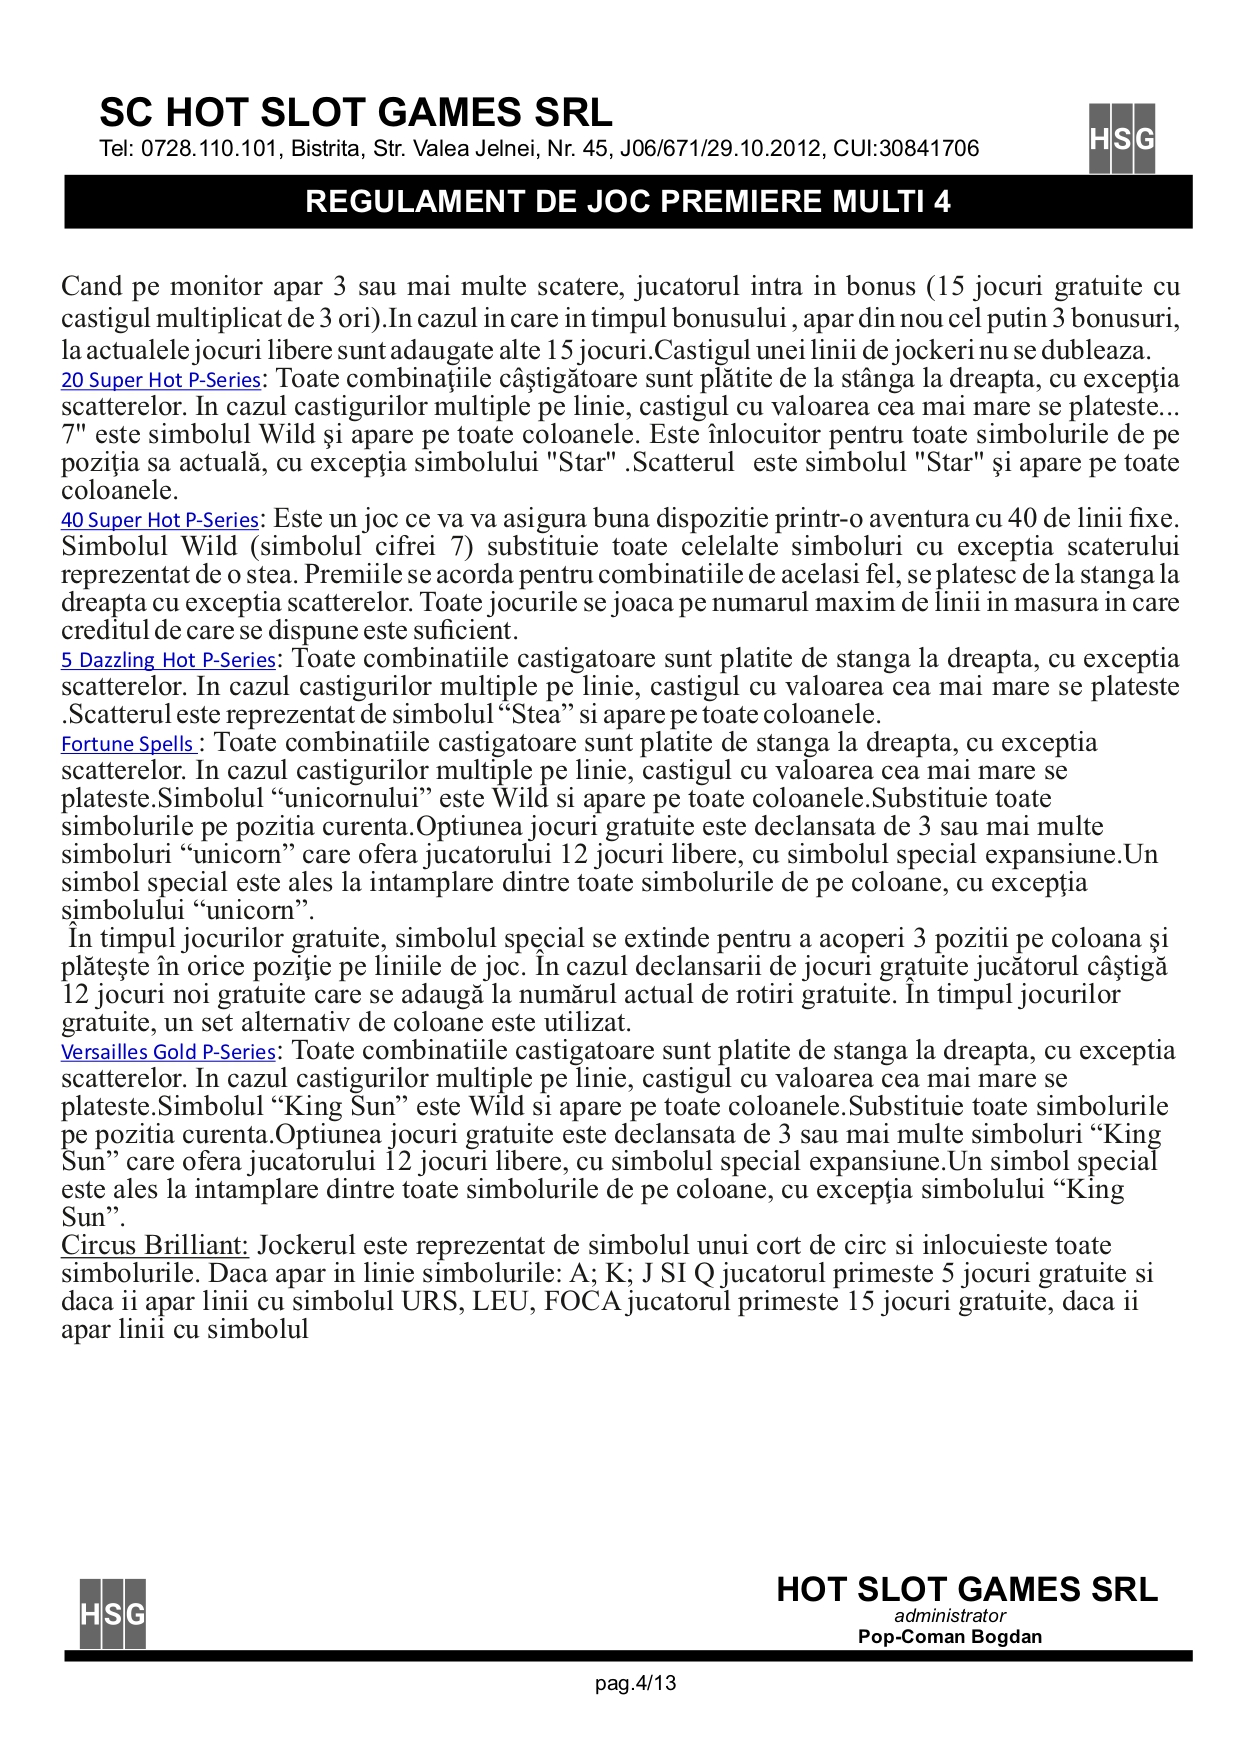 SC HOT SLOT GAMES SRL
Tel: 0728.110.101, Bistrita, Str. Valea Jelnei, Nr. 45, J06/671/29.10.2012, CUI:30841706
HSG
REGULAMENT DE JOC PREMIERE MULTI 4
Cand pe monitor apar 3 sau mai multe scatere, jucatorul intra in bonus (15 jocuri gratuite cu
castigul multiplicat de 3 ori).In cazul in care in timpul bonusului , apar din nou cel putin 3 bonusuri,
la actualele jocuri libere sunt adaugate alte 15 jocuri.Castigul unei linii de jockeri nu se dubleaza.
20 Super Hot P-Series: Toate combinaţiile câştigătoare sunt plătite de la stânga la dreapta, cu excepţia
scatterelor. In cazul castigurilor multiple pe linie, castigul cu valoarea cea mai mare se plateste...
7" este simbolul Wild şi apare pe toate coloanele. Este înlocuitor pentru toate simbolurile de pe
poziţia sa actuală, cu excepţia simbolului "Star" .Scatterul este simbolul "Star" şi apare pe toate
coloanele.
40 Super Hot P-Series: Este un joc ce va va asigura buna dispozitie printr-o aventura cu 40 de linii fixe.
Simbolul Wild (simbolul cifrei 7) substituie toate celelalte simboluri cu exceptia scaterului
reprezentat de o stea. Premiile se acorda pentru combinatiile de acelasi fel, se platesc de la stanga la
dreapta cu exceptia scatterelor. Toate jocurile se joaca pe numarul maxim de linii in masura in care
creditul de care se dispune este suficient.
5 Dazzling Hot P-Series: Toate combinatiile castigatoare sunt platite de stanga la dreapta, cu exceptia
scatterelor. In cazul castigurilor multiple pe linie, castigul cu valoarea cea mai mare se plateste
.Scatterul este reprezentat de simbolul “Stea” si apare pe toate coloanele.
Fortune Spells : Toate combinatiile castigatoare sunt platite de stanga la dreapta, cu exceptia
scatterelor. In cazul castigurilor multiple pe linie, castigul cu valoarea cea mai mare se
plateste.Simbolul “unicornului” este Wild si apare pe toate coloanele.Substituie toate
simbolurile pe pozitia curenta.Optiunea jocuri gratuite este declansata de 3 sau mai multe
simboluri “unicorn” care ofera jucatorului 12 jocuri libere, cu simbolul special expansiune.Un
simbol special este ales la intamplare dintre toate simbolurile de pe coloane, cu excepţia
simbolului “unicorn”.
În timpul jocurilor gratuite, simbolul special se extinde pentru a acoperi 3 pozitii pe coloana şi
plăteşte în orice poziţie pe liniile de joc. În cazul declansarii de jocuri gratuite jucătorul câştigă
12 jocuri noi gratuite care se adaugă la numărul actual de rotiri gratuite. În timpul jocurilor
gratuite, un set alternativ de coloane este utilizat.
Versailles Gold P-Series: Toate combinatiile castigatoare sunt platite de stanga la dreapta, cu exceptia
scatterelor. In cazul castigurilor multiple pe linie, castigul cu valoarea cea mai mare se
plateste.Simbolul “King Sun” este Wild si apare pe toate coloanele.Substituie toate simbolurile
pe pozitia curenta.Optiunea jocuri gratuite este declansata de 3 sau mai multe simboluri “King
Sun” care ofera jucatorului 12 jocuri libere, cu simbolul special expansiune.Un simbol special
este ales la intamplare dintre toate simbolurile de pe coloane, cu excepţia simbolului “King
Sun”.
Circus Brilliant: Jockerul este reprezentat de simbolul unui cort de circ si inlocuieste toate
simbolurile. Daca apar in linie simbolurile: A; K; J SI Q jucatorul primeste 5 jocuri gratuite si
daca ii apar linii cu simbolul URS, LEU, FOCA jucatorul primeste 15 jocuri gratuite, daca ii
apar linii cu simbolul
HSG
HOT SLOT GAMES SRL
administrator
Pop-Coman Bogdan
pag.4/13